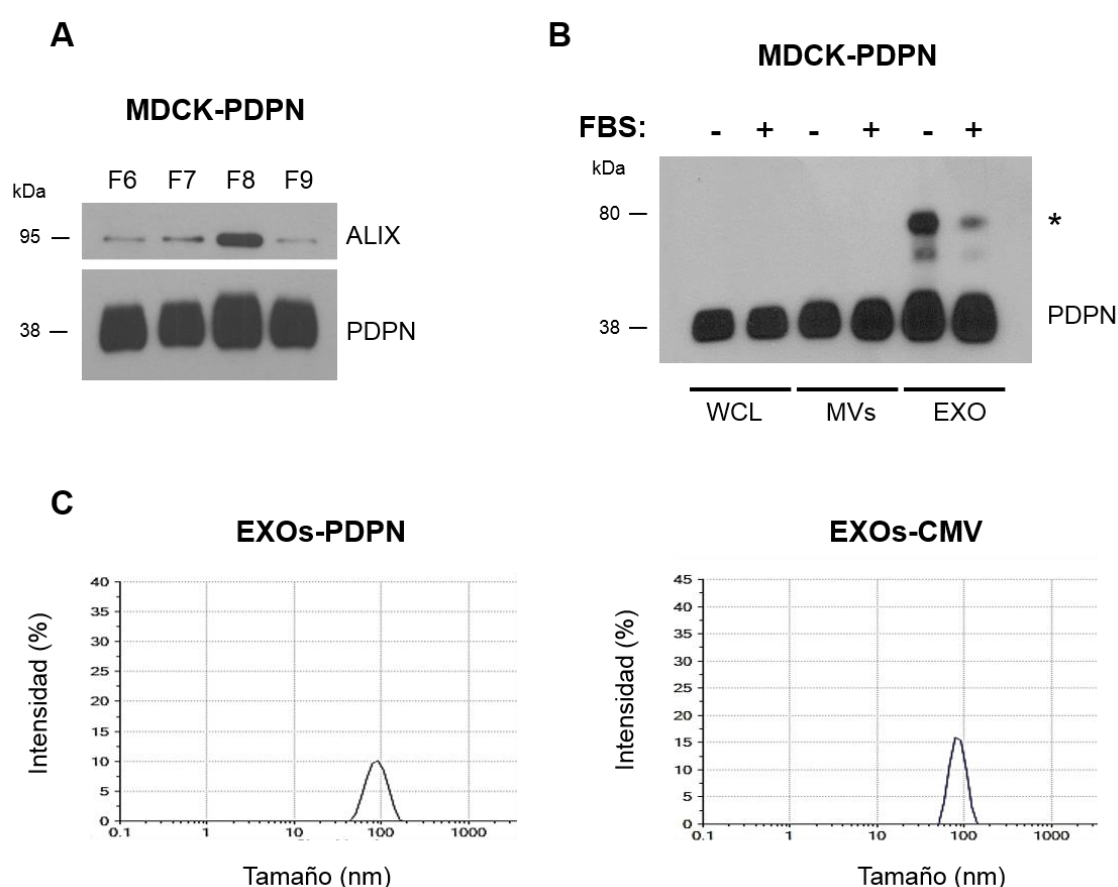 A
MDCK-PDPN
F6 F7 F8 F9
kDa
95
ALIX
38
PDPN
B
MDCK-PDPN
FBS: - + - + - +
kDa
80
*
38
PDPN
WCL MVs EXO
C
EXOs-PDPN
Intensidad (%)
40
35
30
25
20
15
10
5
0
0.1 1 10 100 1000
Tamaño (nm)
EXOs-CMV
Intensidad (%)
45
40
35
30
25
20
15
10
5
0
0.1 1 10 100 1000
Tamaño (nm)